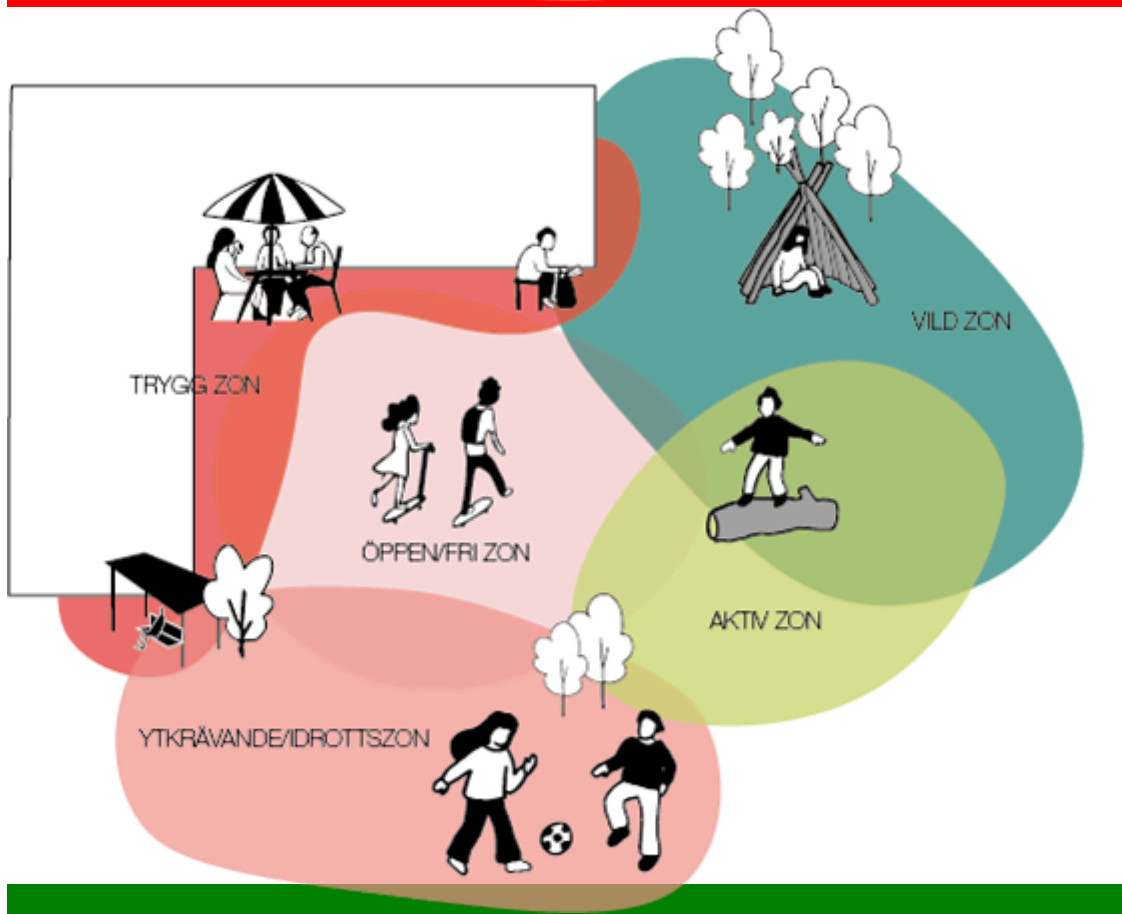 VILD ZON
TRYGG ZON
ÖPPEN/FRI ZON
AKTIV ZON
YTKRÄVANDE/IDROTTSZON